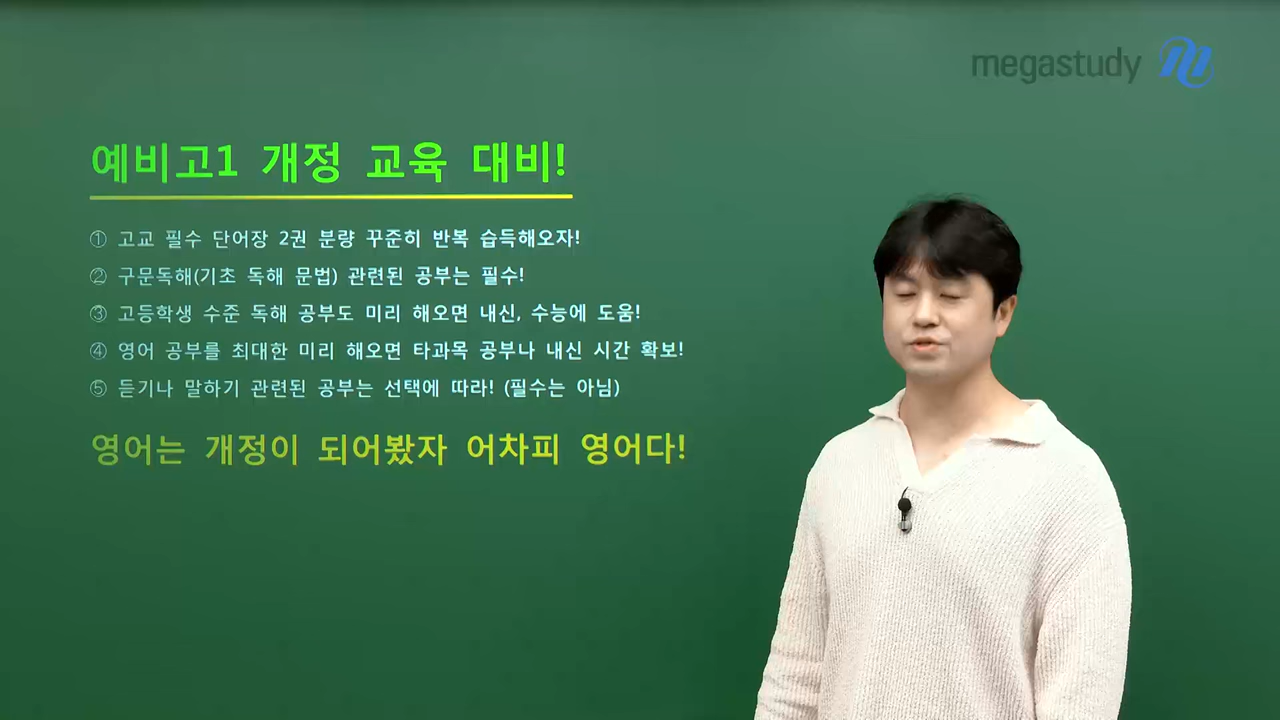 megastudy
예비고1 개정 교육 대비!
① 고교 필수 단어장 2권 분량 꾸준히 반복 습득해오자!
② 구문독해(기초 독해 문법) 관련된 공부는 필수!
③ 고등학생 수준 독해 공부도 미리 해오면 내신, 수능에 도움!
④ 영어 공부를 최대한 미리 해오면 타과목 공부나 내신 시간 확보!
⑤ 듣기나 말하기 관련된 공부는 선택에 따라! (필수는 아님)
영어는 개정이 되어봤자 어차피 영어다!